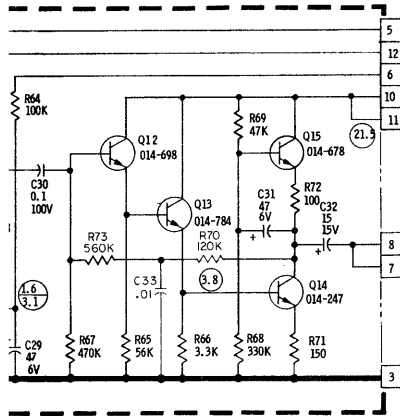 5
12
6
10
11
R64
100K
R69
47K
Q12
014-698
Q15
014-678
21.5
C30
0.1
100V
Q13
014-784
C31
47
6V
+
R72
100
C32
15
15V
+
R73
560K
R70
120K
8
7
C33
.01
3.8
Q14
014-247
1.6
3.1
C29
47
6V
R67
470K
R65
56K
R66
3.3K
R68
330K
R71
150
3